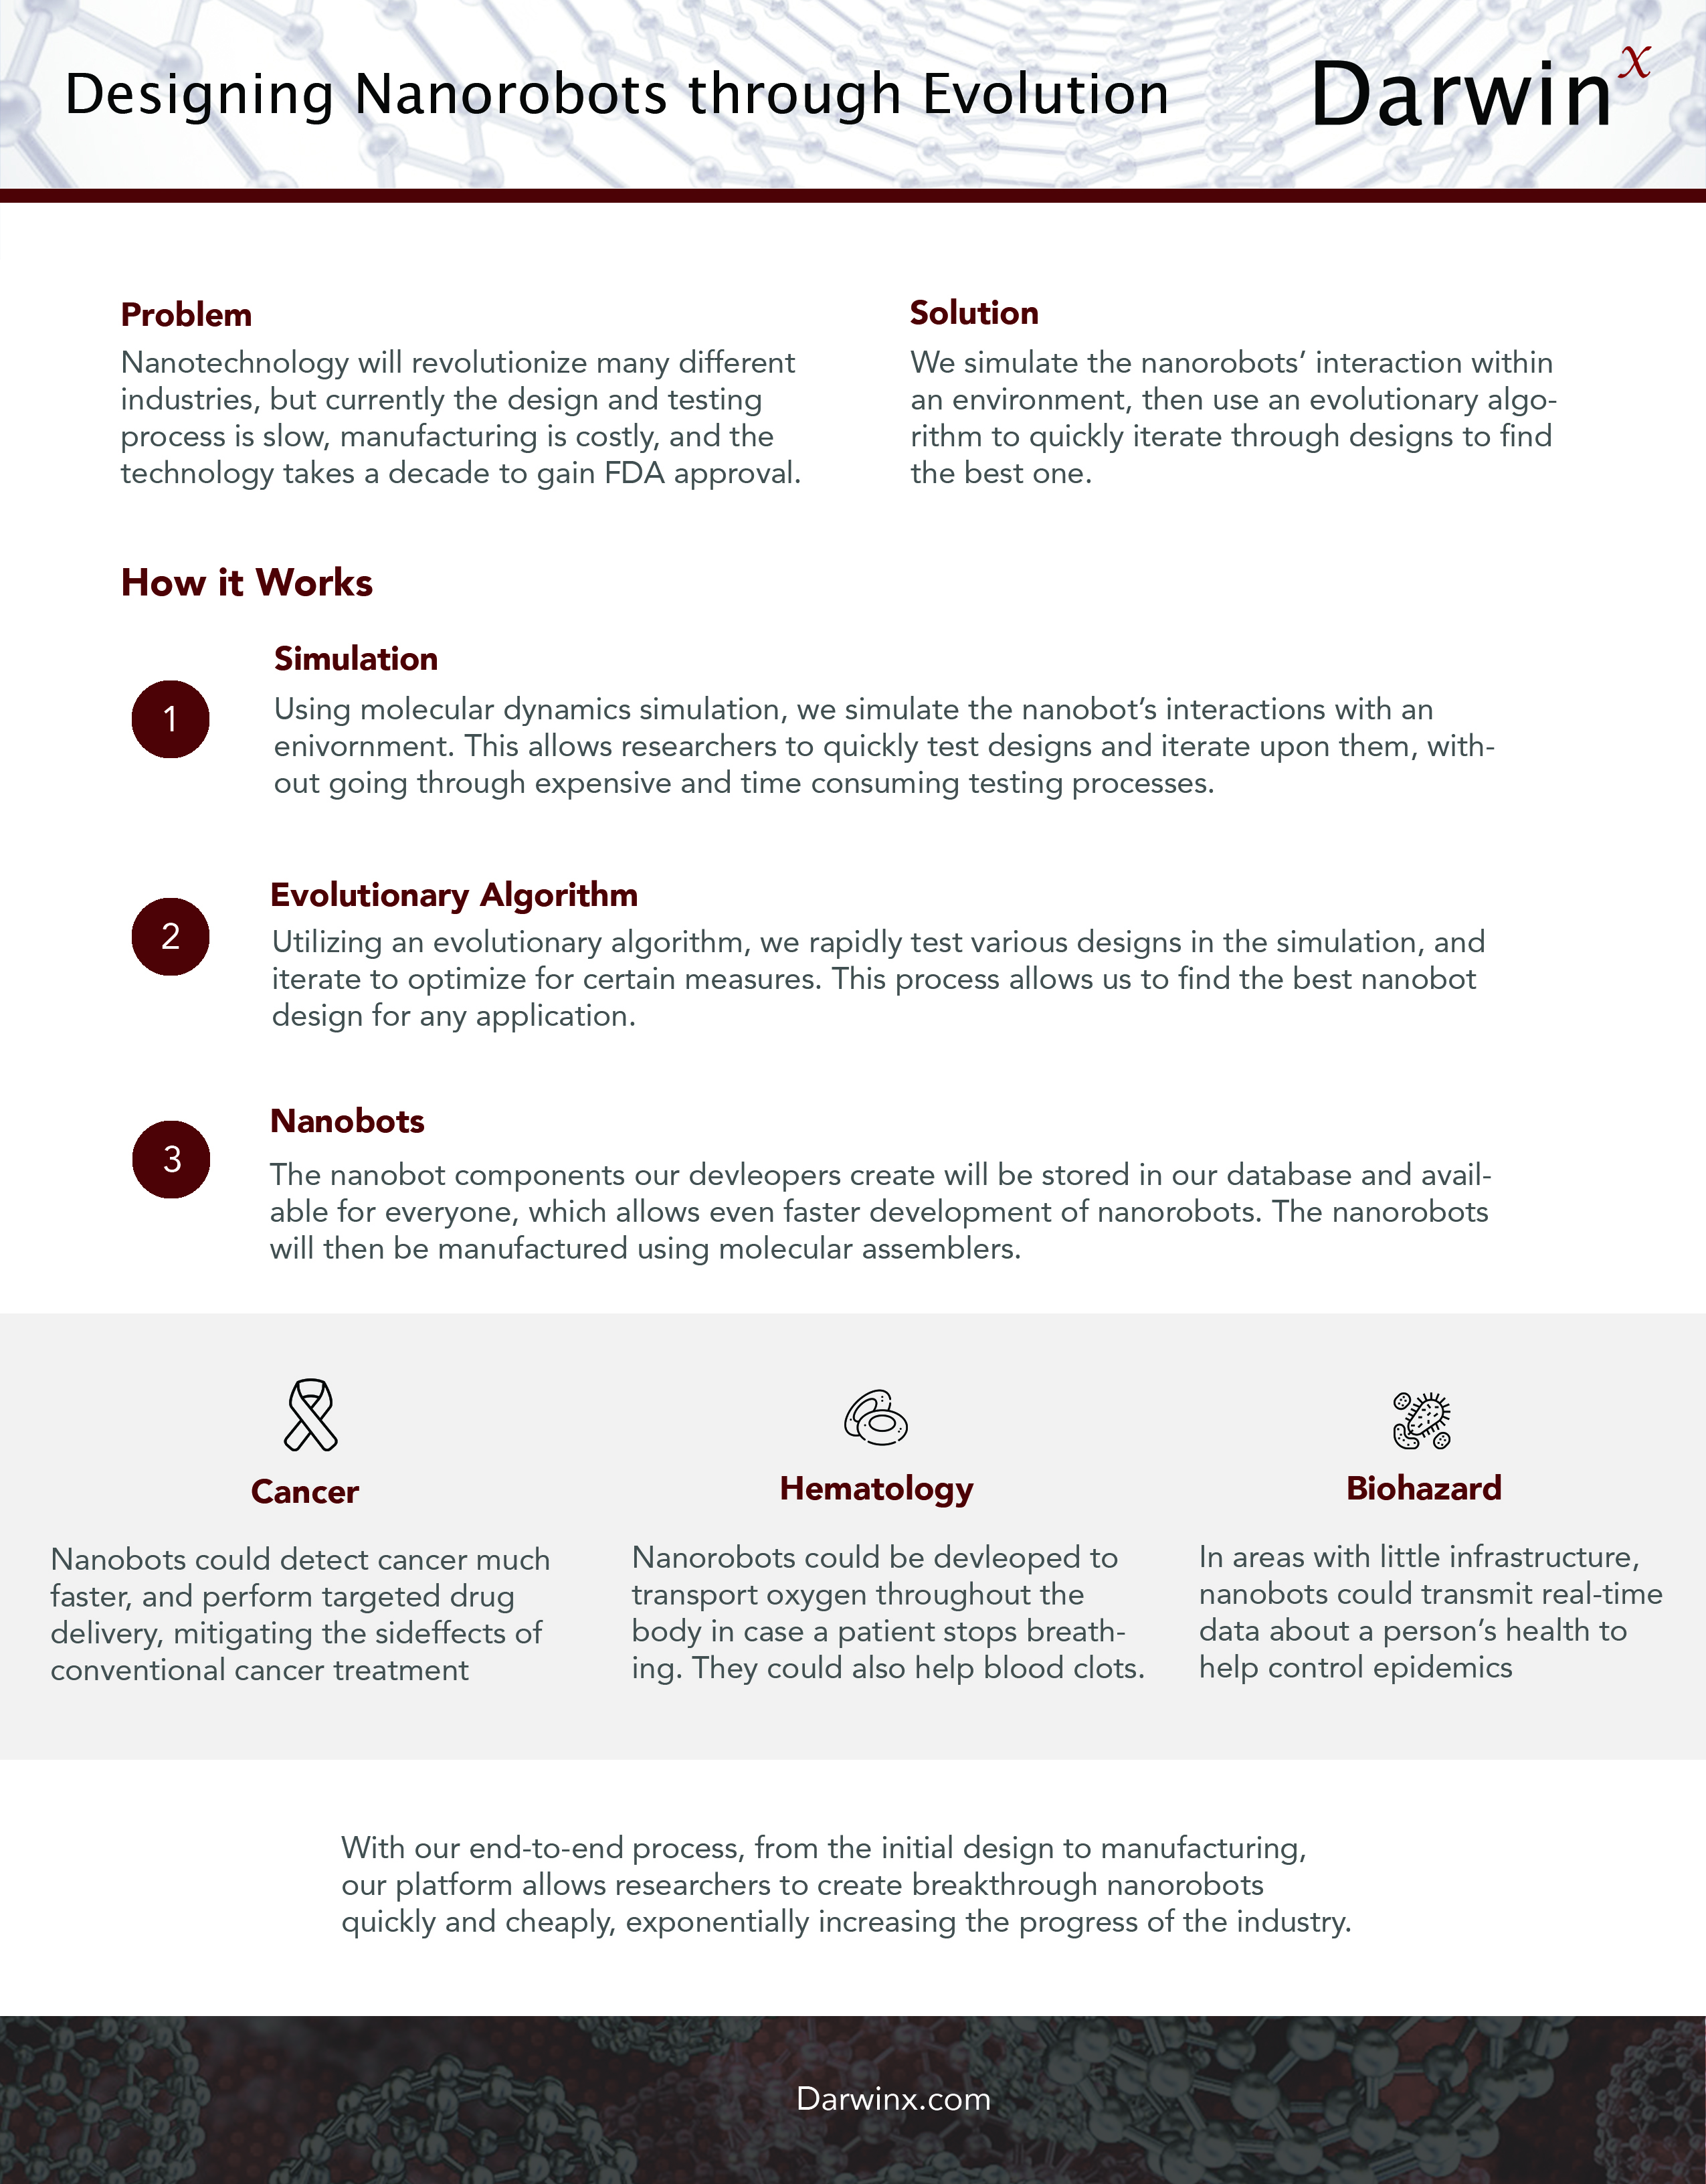 Designing Nanorobots through Evolution
Darwinx
Problem
Nanotechnology will revolutionize many different
industries, but currently the design and testing
process is slow, manufacturing is costly, and the
technology takes a decade to gain FDA approval.
Solution
We simulate the nanorobots’ interaction within
an environment, then use an evolutionary algo-
rithm to quickly iterate through designs to find
the best one.
How it Works
1
Simulation
Using molecular dynamics simulation, we simulate the nanobot’s interactions with an
enivornment. This allows researchers to quickly test designs and iterate upon them, with-
out going through expensive and time consuming testing processes.
2
Evolutionary Algorithm
Utilizing an evolutionary algorithm, we rapidly test various designs in the simulation, and
iterate to optimize for certain measures. This process allows us to find the best nanobot
design for any application.
3
Nanobots
The nanobot components our devleopers create will be stored in our database and avail-
able for everyone, which allows even faster development of nanorobots. The nanorobots
will then be manufactured using molecular assemblers.
Cancer
Nanobots could detect cancer much
faster, and perform targeted drug
delivery, mitigating the sideffects of
conventional cancer treatment
Hematology
Nanorobots could be devleoped to
transport oxygen throughout the
body in case a patient stops breath-
ing. They could also help blood clots.
Biohazard
In areas with little infrastructure,
nanobots could transmit real-time
data about a person’s health to
help control epidemics
With our end-to-end process, from the initial design to manufacturing,
our platform allows researchers to create breakthrough nanorobots
quickly and cheaply, exponentially increasing the progress of the industry.
Darwinx.com